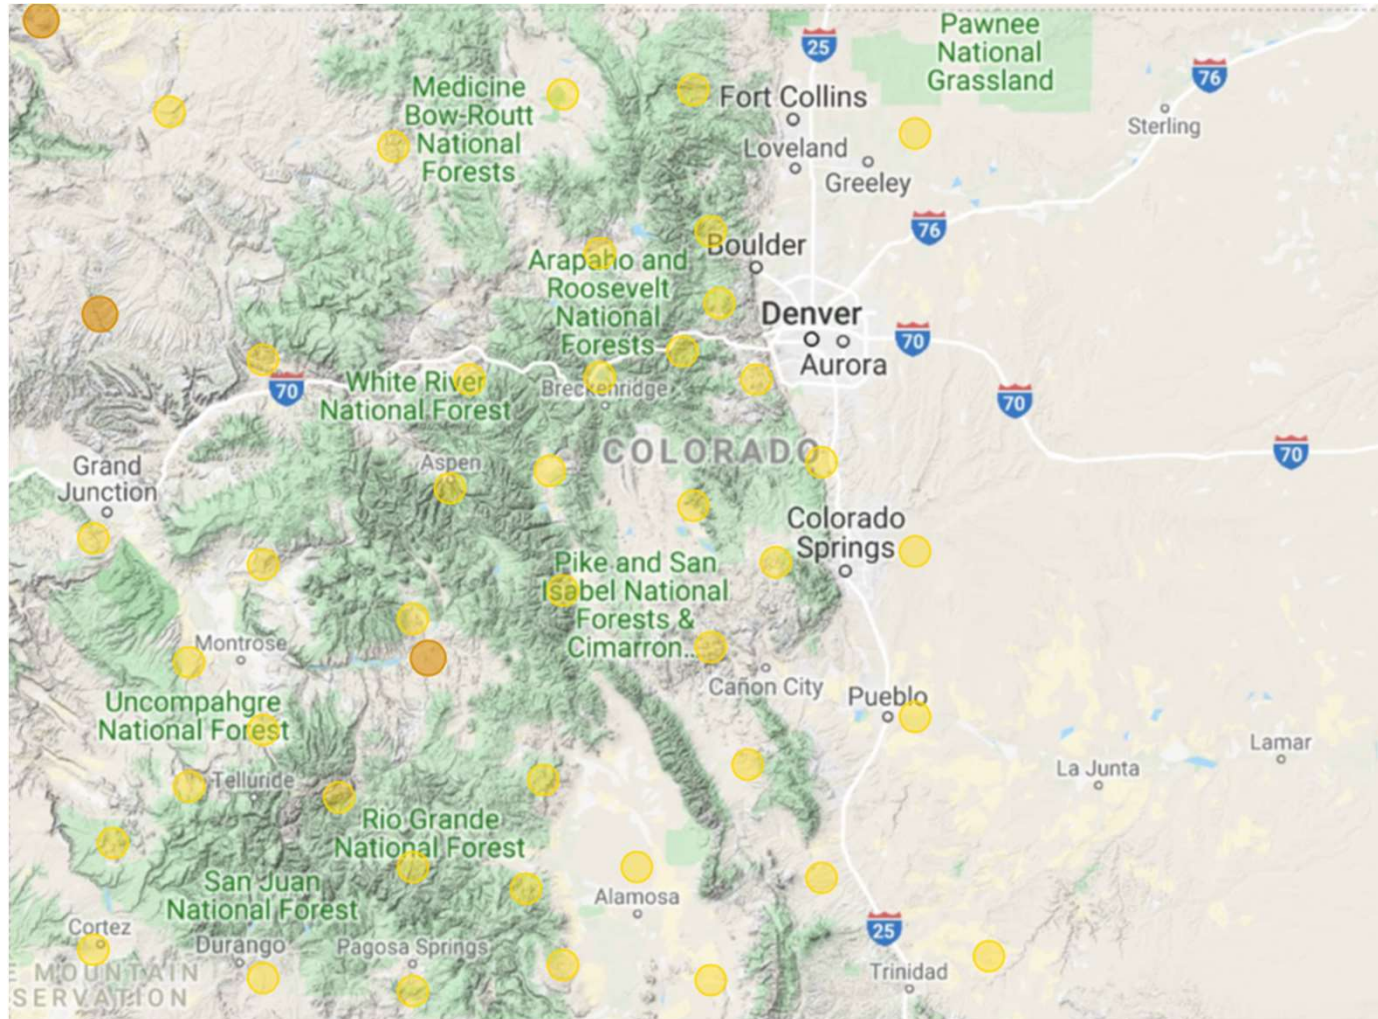 Pawnee
National
Grassland
25
76
Medicine
Bow-Routt
National
Forests
Fort Collins
Sterling
Loveland
Greeley
76
Boulder
Arapaho and
Roosevelt
National
Forests
Denver
70
Aurora
White River
National Forest
70
Breckenridge
70
COLORADO
70
Grand
Junction
Aspen
Colorado
Springs
Pike and San
Isabel National
Forests &
Cimarron...
Montrose
Cañon City
Pueblo
Uncompahgre
National Forest
Lamar
La Junta
Telluride
Rio Grande
National Forest
San Juan
National Forest
Alamosa
Cortez
Durango
Pagosa Springs
25
Trinidad
E MOUNTAIN
SERVATION